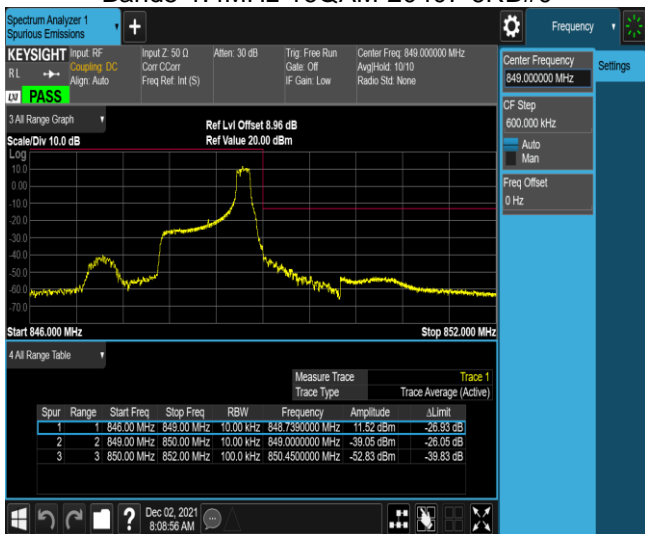 Spectrum Analyzer 1
Spurious Emissions
Frequency
KEYSIGHT Input: RF
R L Coupling: DC
Align: Auto
Input Z: 50 Ω
Corr CCorr
Freq Ref: Int (S)
Atten: 30 dB
Trig: Free Run
Gate: Off
IF Gain: Low
Center Freq: 849.000000 MHz
Avg|Hold: 10/10
Radio Std: None
LXI PASS
3 All Range Graph
Ref Lvl Offset 8.96 dB
Scale/Div 10.0 dB Ref Value 20.00 dBm
Log
10.0
0.00
-10.0
-20.0
-30.0
-40.0
-50.0
-60.0
-70.0
Start 846.000 MHz Stop 852.000 MHz
4 All Range Table
Measure Trace Trace 1
Trace Type Trace Average (Active)
Spur Range Start Freq Stop Freq RBW Frequency Amplitude ΔLimit
1 1 846.00 MHz 849.00 MHz 10.00 kHz 848.7390000 MHz 11.52 dBm -26.93 dB
2 2 849.00 MHz 850.00 MHz 10.00 kHz 849.0000000 MHz -39.05 dBm -26.05 dB
3 3 850.00 MHz 852.00 MHz 100.0 kHz 850.4500000 MHz -52.83 dBm -39.83 dB
Dec 02, 2021
8:08:56 AM
Center Frequency
849.000000 MHz
Settings
CF Step
600.000 kHz
Auto
Man
Freq Offset
0 Hz